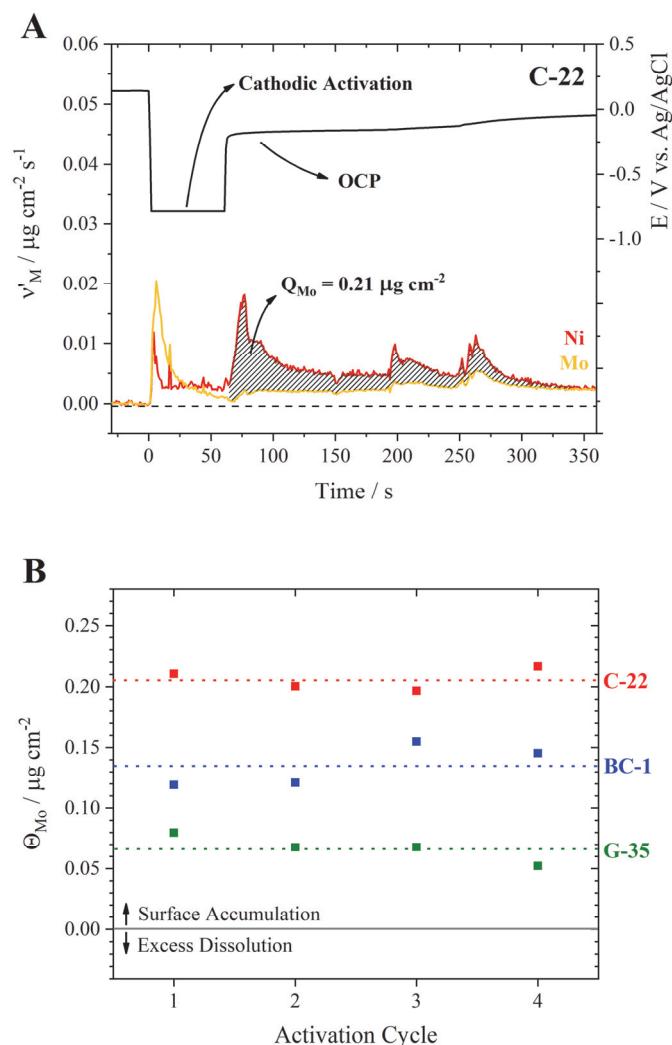 A
C-22
Cathodic Activation
OCP
Q_Mo = 0.21 µg cm⁻²
Ni
Mo
ν'_M / µg cm⁻² s⁻¹
0.06
0.05
0.04
0.03
0.02
0.01
0.00
E / V vs. Ag/AgCl
0.5
0.0
-0.5
-1.0
0 50 100 150 200 250 300 350
Time / s
B
Θ_Mo / µg cm⁻²
0.25
0.20
0.15
0.10
0.05
0.00
C-22
BC-1
G-35
Surface Accumulation
Excess Dissolution
1 2 3 4
Activation Cycle